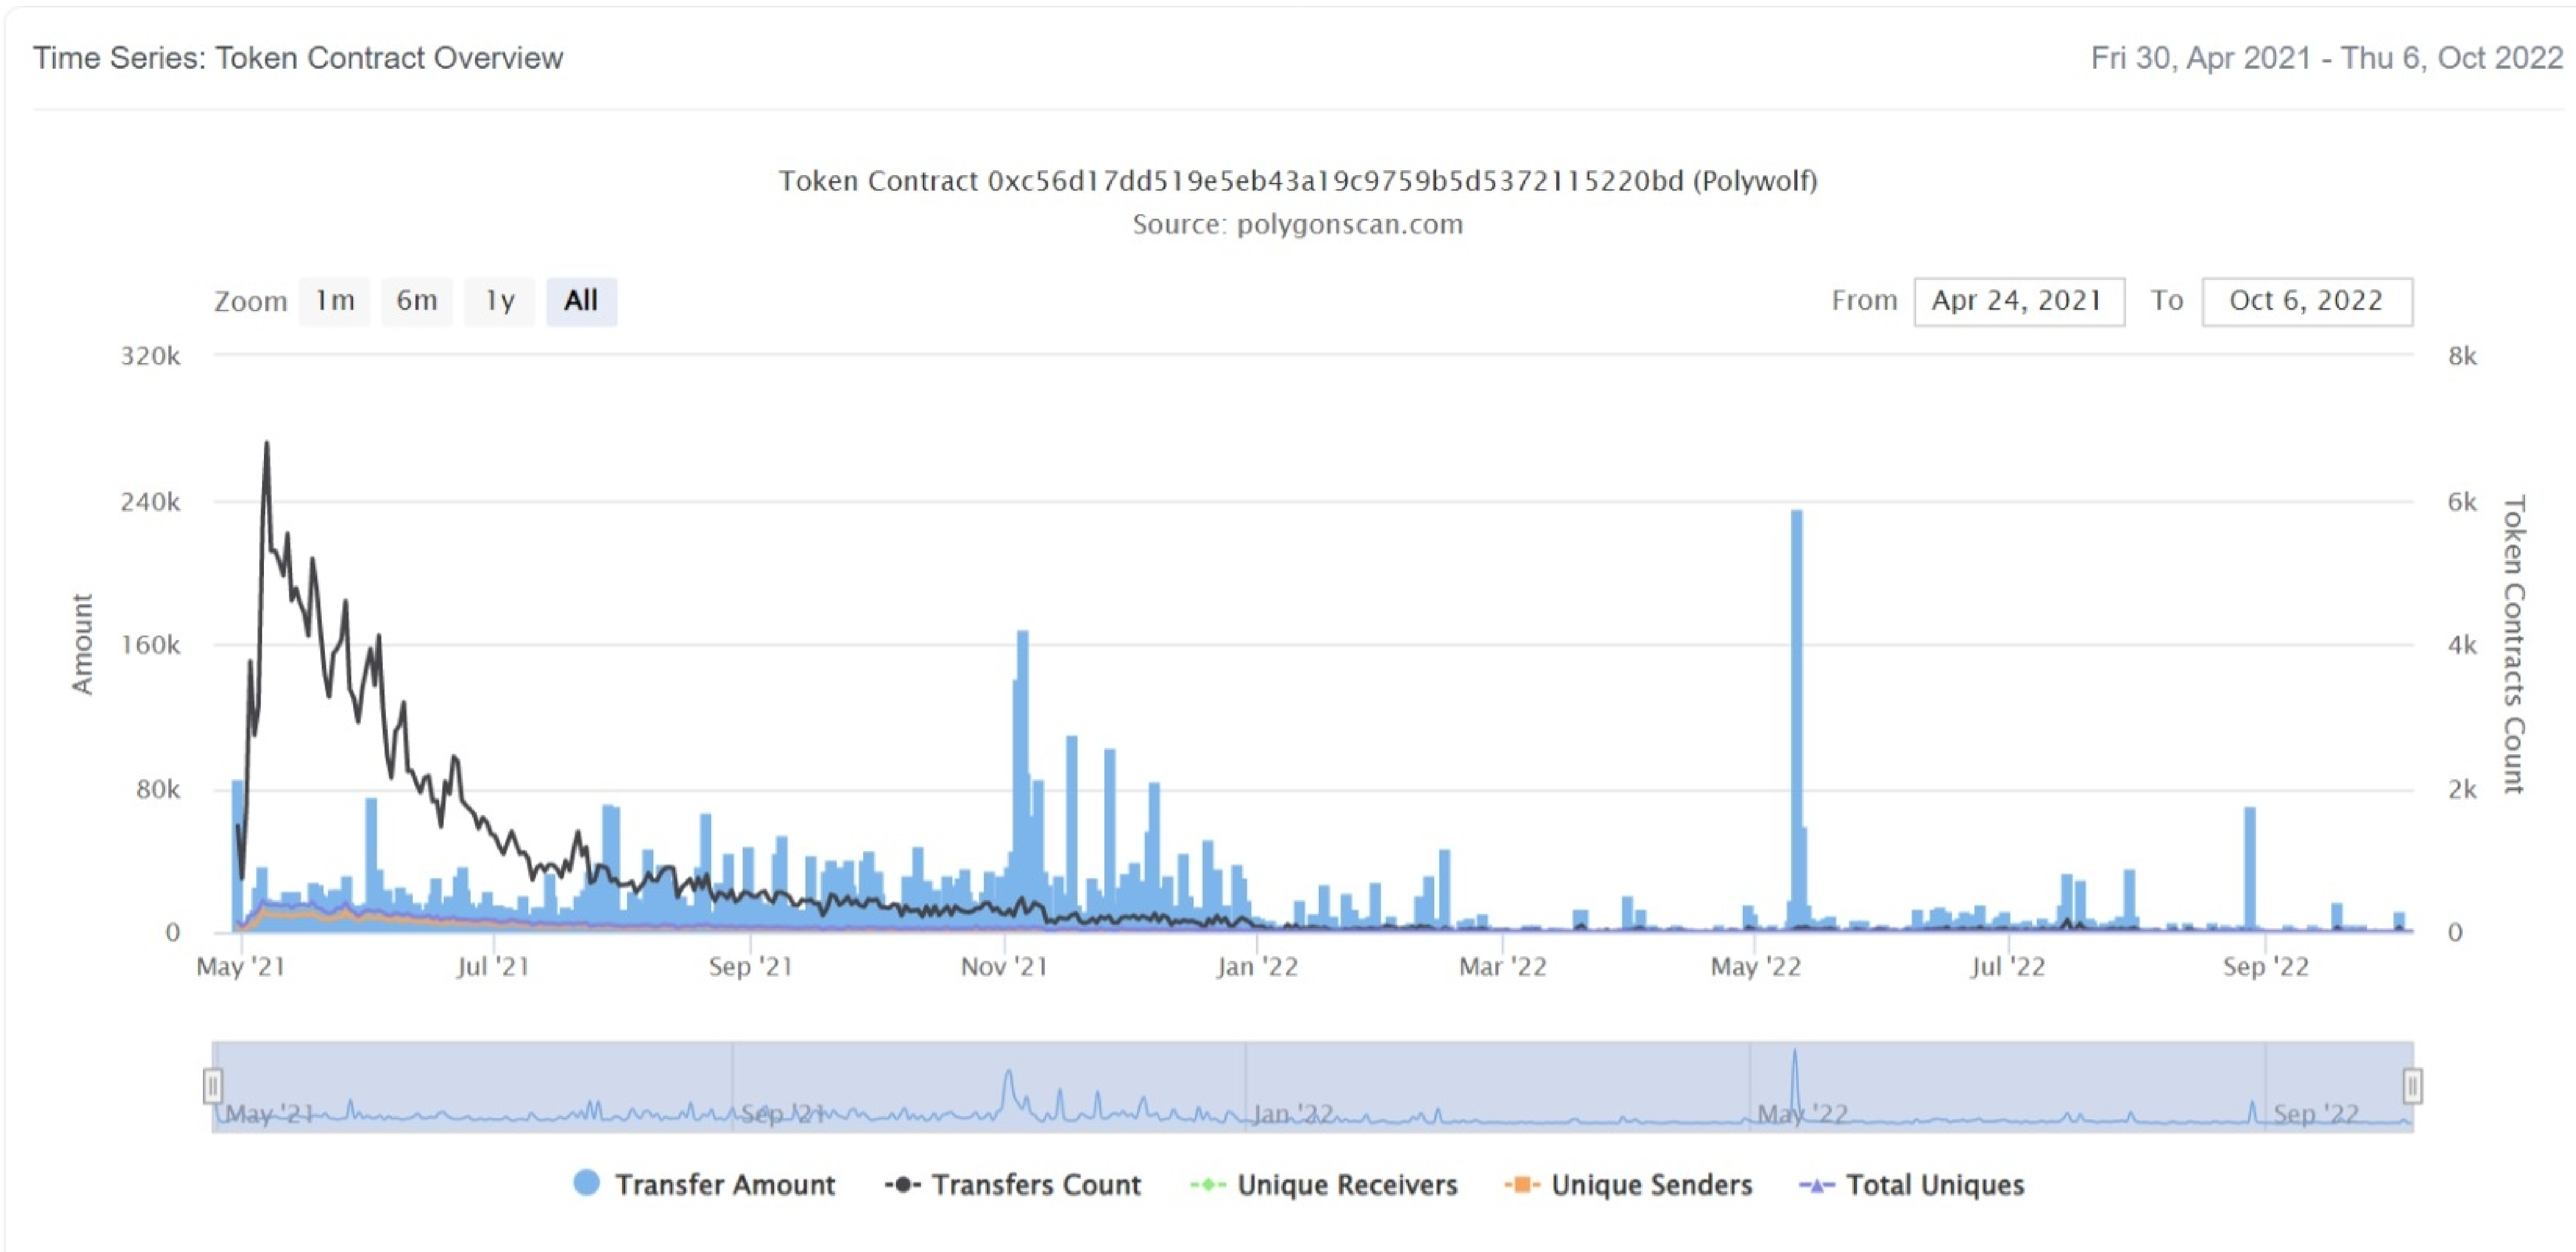 Time Series: Token Contract Overview
Fri 30, Apr 2021 - Thu 6, Oct 2022
Token Contract 0xc56d17dd519e5eb43a19c9759b5d5372115220bd (Polywolf)
Source: polygonscan.com
Zoom 1m 6m 1y All
From Apr 24, 2021 To Oct 6, 2022
320k 8k
240k 6k
160k 4k
80k 2k
0 0
Amount
Token Contracts Count
May '21 Jul '21 Sep '21 Nov '21 Jan '22 Mar '22 May '22 Jul '22 Sep '22
May '21 Sep '21 Jan '22 May '22 Sep '22
Transfer Amount Transfers Count Unique Receivers Unique Senders Total Uniques